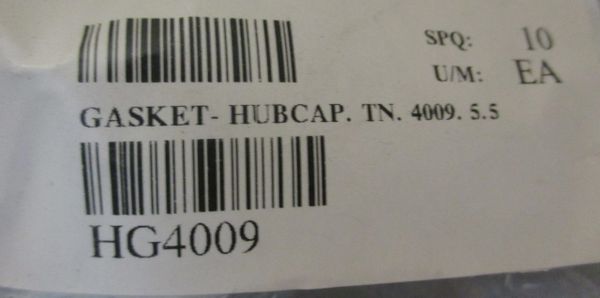 SPQ: 10
U/M: EA
GASKET- HUBCAP. TN. 4009. 5.5
HG4009